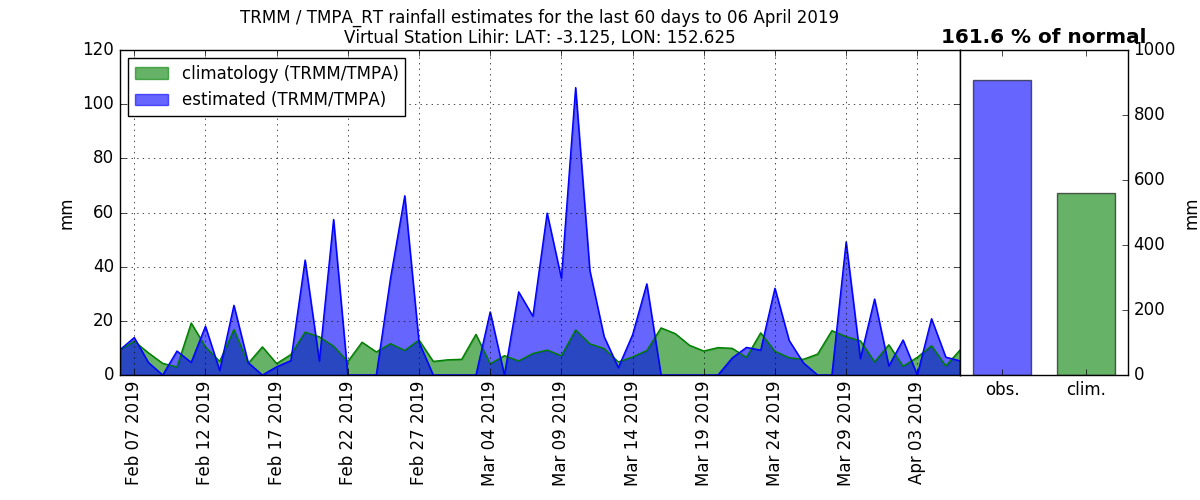 TRMM / TMPA_RT rainfall estimates for the last 60 days to 06 April 2019
Virtual Station Lihir: LAT: -3.125, LON: 152.625
161.6 % of normal
climatology (TRMM/TMPA)
estimated (TRMM/TMPA)
120
100
80
60
40
20
0
mm
1000
800
600
400
200
0
mm
obs.
clim.
Feb 07 2019
Feb 12 2019
Feb 17 2019
Feb 22 2019
Feb 27 2019
Mar 04 2019
Mar 09 2019
Mar 14 2019
Mar 19 2019
Mar 24 2019
Mar 29 2019
Apr 03 2019